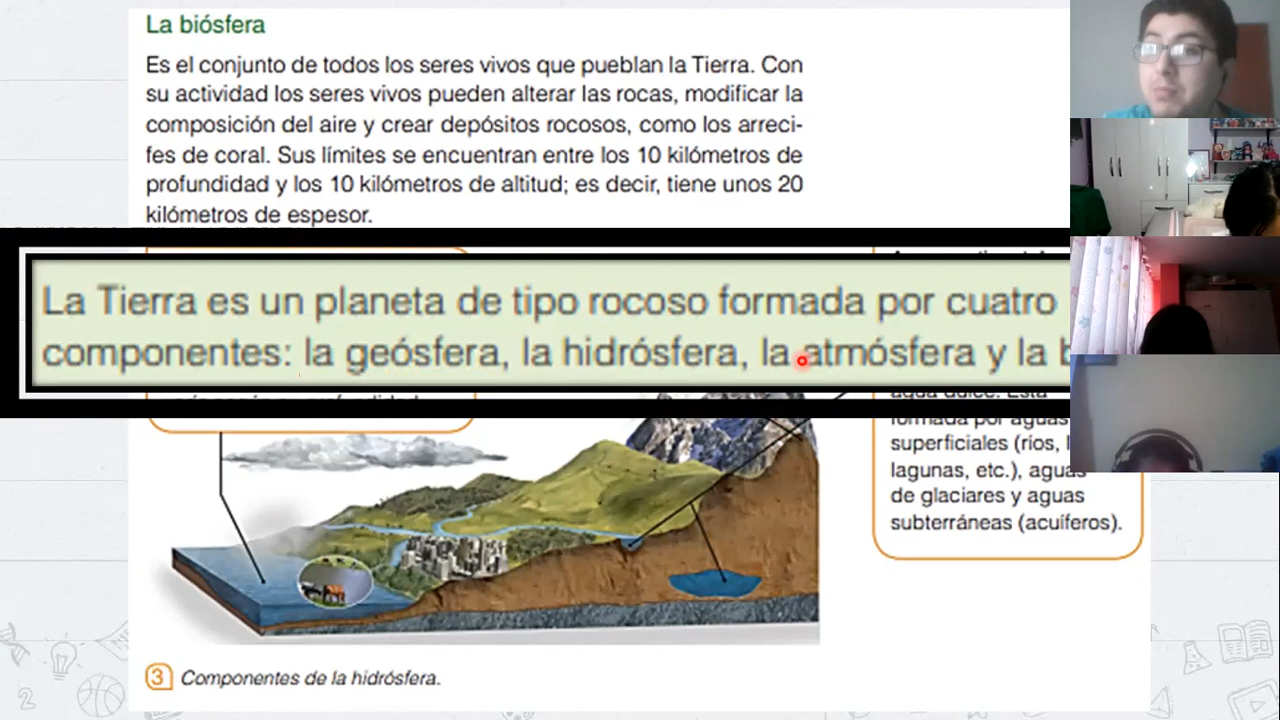 La biósfera
Es el conjunto de todos los seres vivos que pueblan la Tierra. Con
su actividad los seres vivos pueden alterar las rocas, modificar la
composición del aire y crear depósitos rocosos, como los arreci-
fes de coral. Sus límites se encuentran entre los 10 kilómetros de
profundidad y los 10 kilómetros de altitud; es decir, tiene unos 20
kilómetros de espesor.
La Tierra es un planeta de tipo rocoso formada por cuatro
componentes: la geósfera, la hidrósfera, la atmósfera y la b
agua dulce. Está
formada por aguas
superficiales (ríos, l
lagunas, etc.), aguas
de glaciares y aguas
subterráneas (acuíferos).
3 Componentes de la hidrósfera.